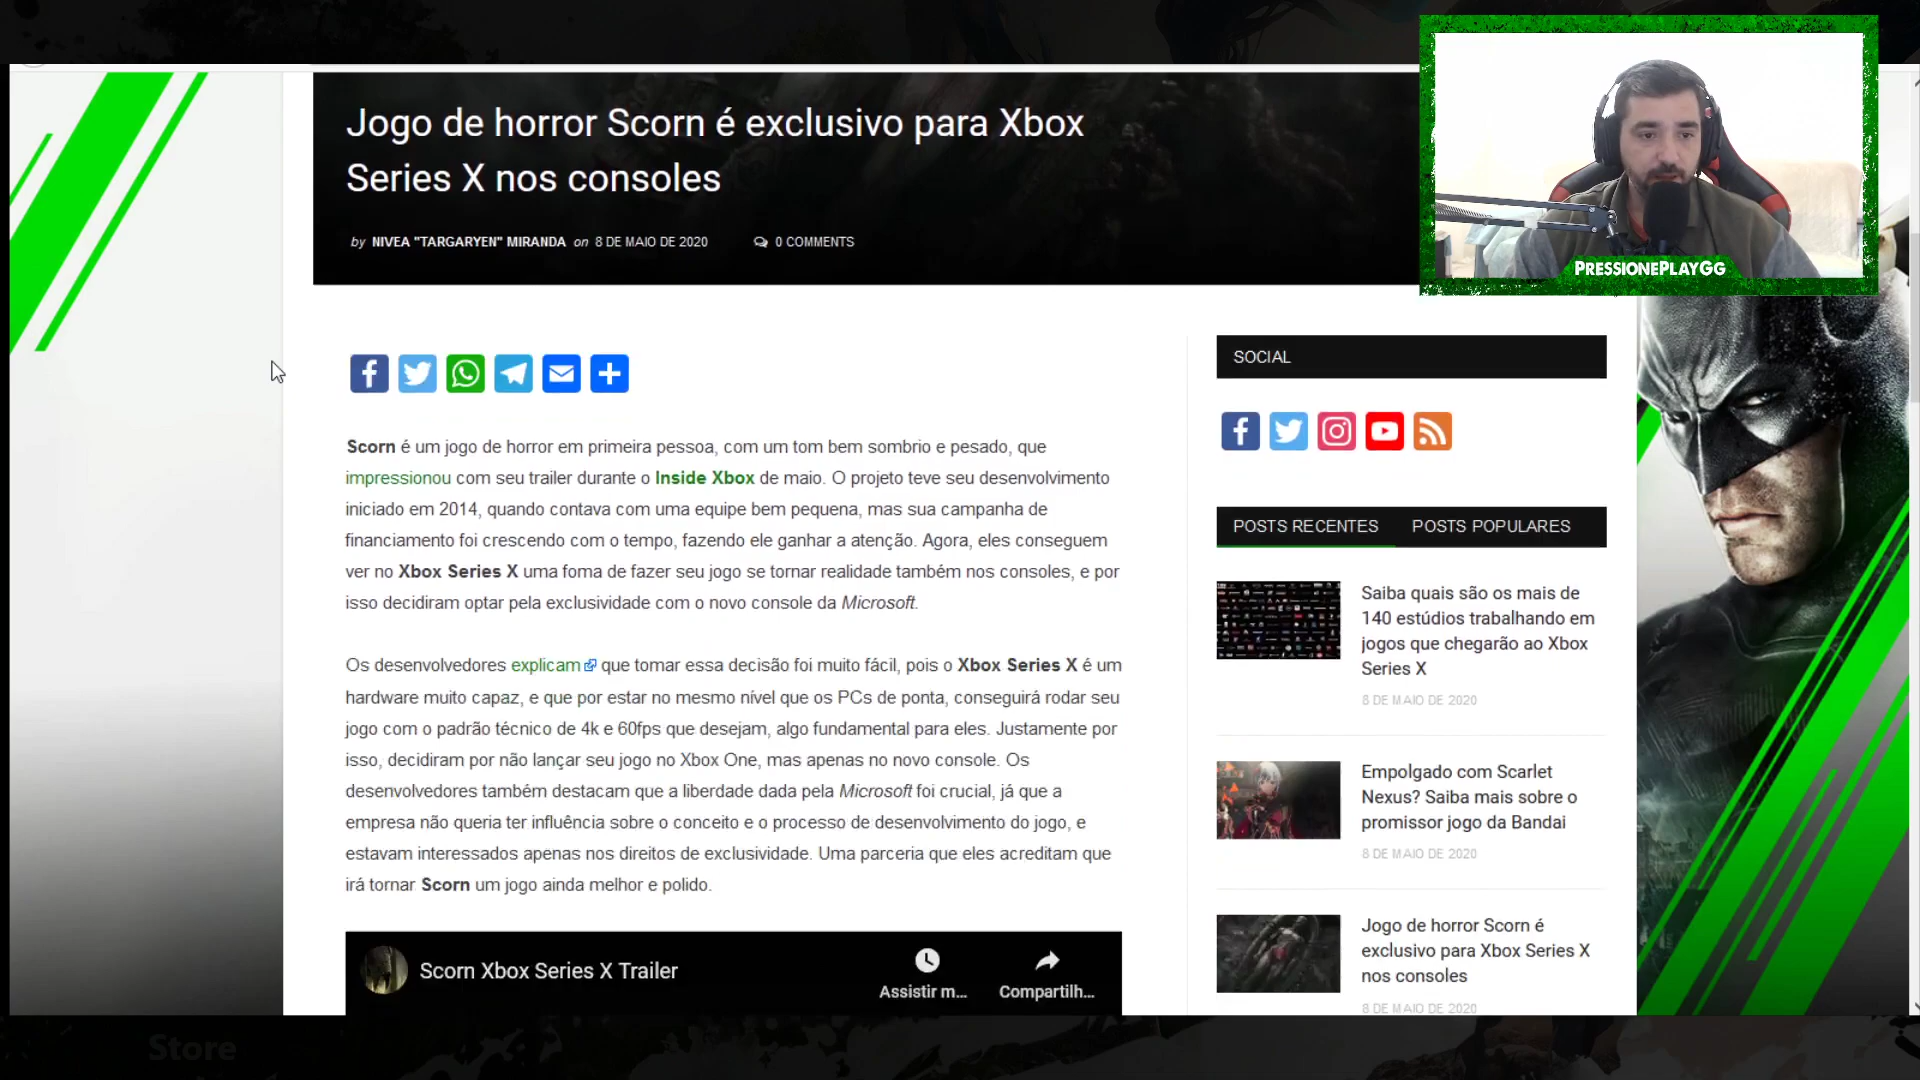 Jogo de horror Scorn é exclusivo para Xbox
Series X nos consoles
by NIVEA "TARGARYEN" MIRANDA on 8 DE MAIO DE 2020 0 COMMENTS
PRESSIONEPLAYGG
Scorn é um jogo de horror em primeira pessoa, com um tom bem sombrio e pesado, que
impressionou com seu trailer durante o Inside Xbox de maio. O projeto teve seu desenvolvimento
iniciado em 2014, quando contava com uma equipe bem pequena, mas sua campanha de
financiamento foi crescendo com o tempo, fazendo ele ganhar a atenção. Agora, eles conseguem
ver no Xbox Series X uma foma de fazer seu jogo se tornar realidade também nos consoles, e por
isso decidiram optar pela exclusividade com o novo console da Microsoft.
Os desenvolvedores explicam que tomar essa decisão foi muito fácil, pois o Xbox Series X é um
hardware muito capaz, e que por estar no mesmo nível que os PCs de ponta, conseguirá rodar seu
jogo com o padrão técnico de 4k e 60fps que desejam, algo fundamental para eles. Justamente por
isso, decidiram por não lançar seu jogo no Xbox One, mas apenas no novo console. Os
desenvolvedores também destacam que a liberdade dada pela Microsoft foi crucial, já que a
empresa não queria ter influência sobre o conceito e o processo de desenvolvimento do jogo, e
estavam interessados apenas nos direitos de exclusividade. Uma parceria que eles acreditam que
irá tornar Scorn um jogo ainda melhor e polido.
Scorn Xbox Series X Trailer
Assistir m...
Compartilh...
SOCIAL
POSTS RECENTES POSTS POPULARES
Saiba quais são os mais de
140 estúdios trabalhando em
jogos que chegarão ao Xbox
Series X
8 DE MAIO DE 2020
Empolgado com Scarlet
Nexus? Saiba mais sobre o
promissor jogo da Bandai
8 DE MAIO DE 2020
Jogo de horror Scorn é
exclusivo para Xbox Series X
nos consoles
8 DE MAIO DE 2020
Store